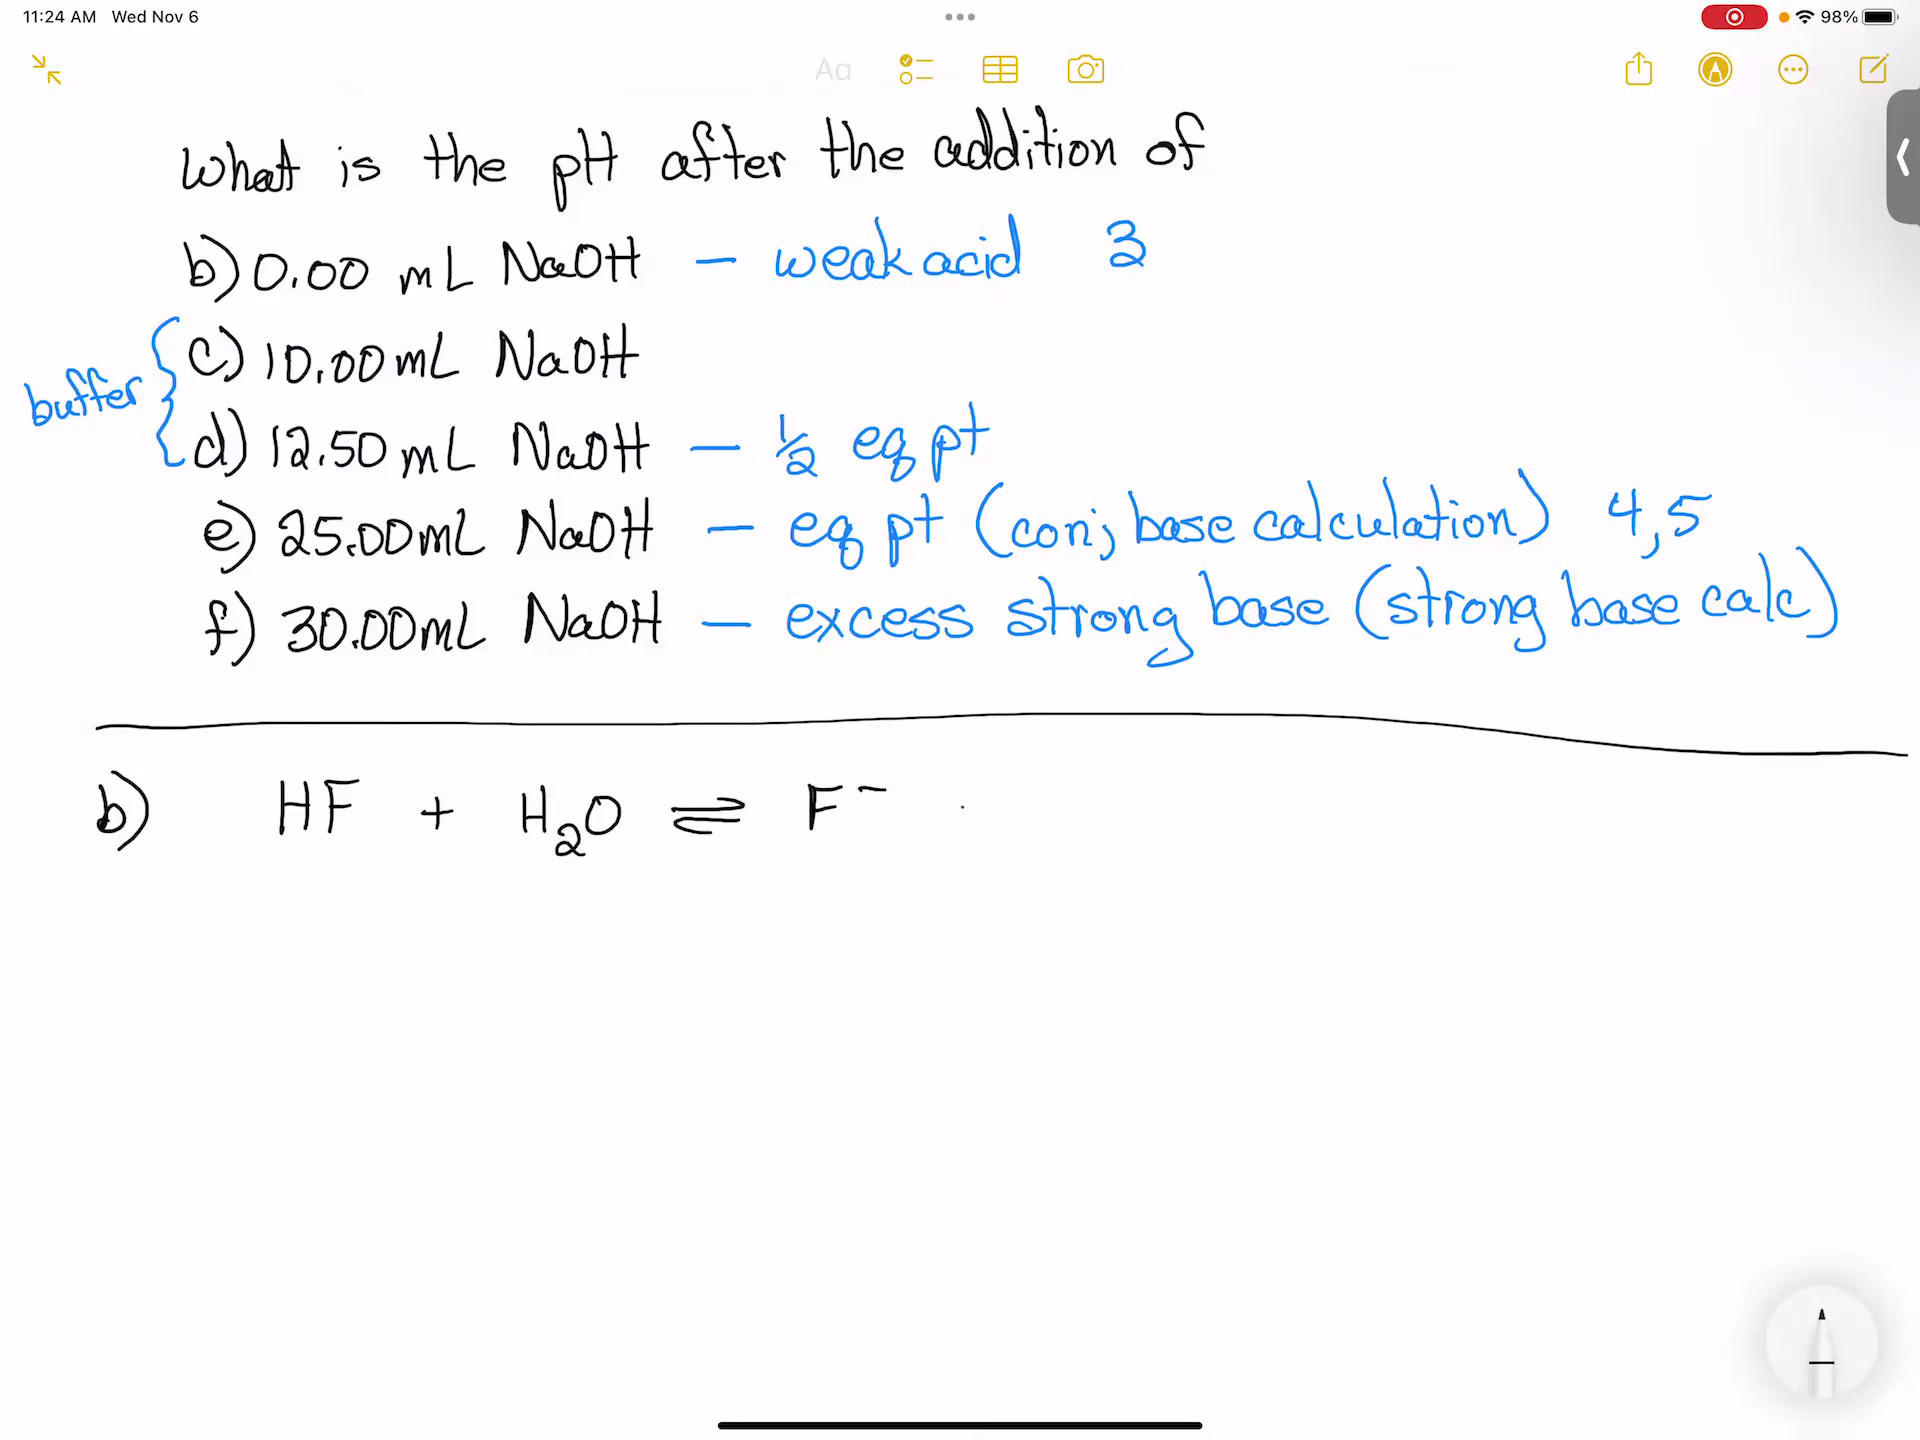 11:24 AM Wed Nov 6
98%
Aa
What is the pH after the addition of
b) 0.00 mL NaOH – weak acid 3
c) 10.00 mL NaOH
buffer
d) 12.50 mL NaOH – 1/2 eq pt
e) 25.00 mL NaOH – eq pt (conj base calculation) 4,5
f) 30.00 mL NaOH – excess strong base (strong base calc)
b) HF + H₂O ⇌ F⁻